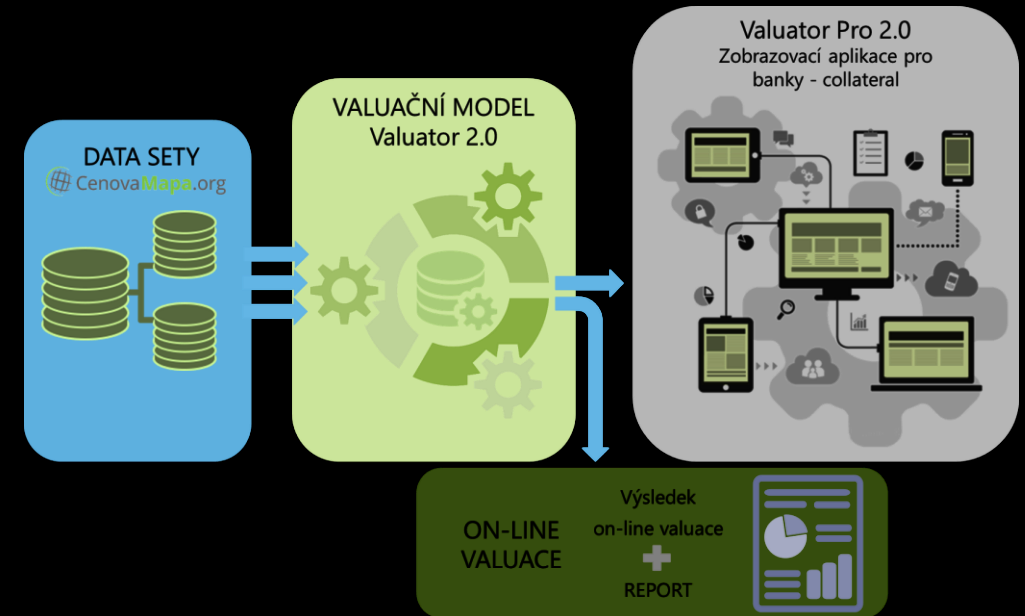 DATA SETY
CenovaMapa.org
VALUAČNÍ MODEL
Valuator 2.0
Valuator Pro 2.0
Zobrazovací aplikace pro
banky - collateral
ON-LINE
VALUACE
Výsledek
on-line valuace
REPORT